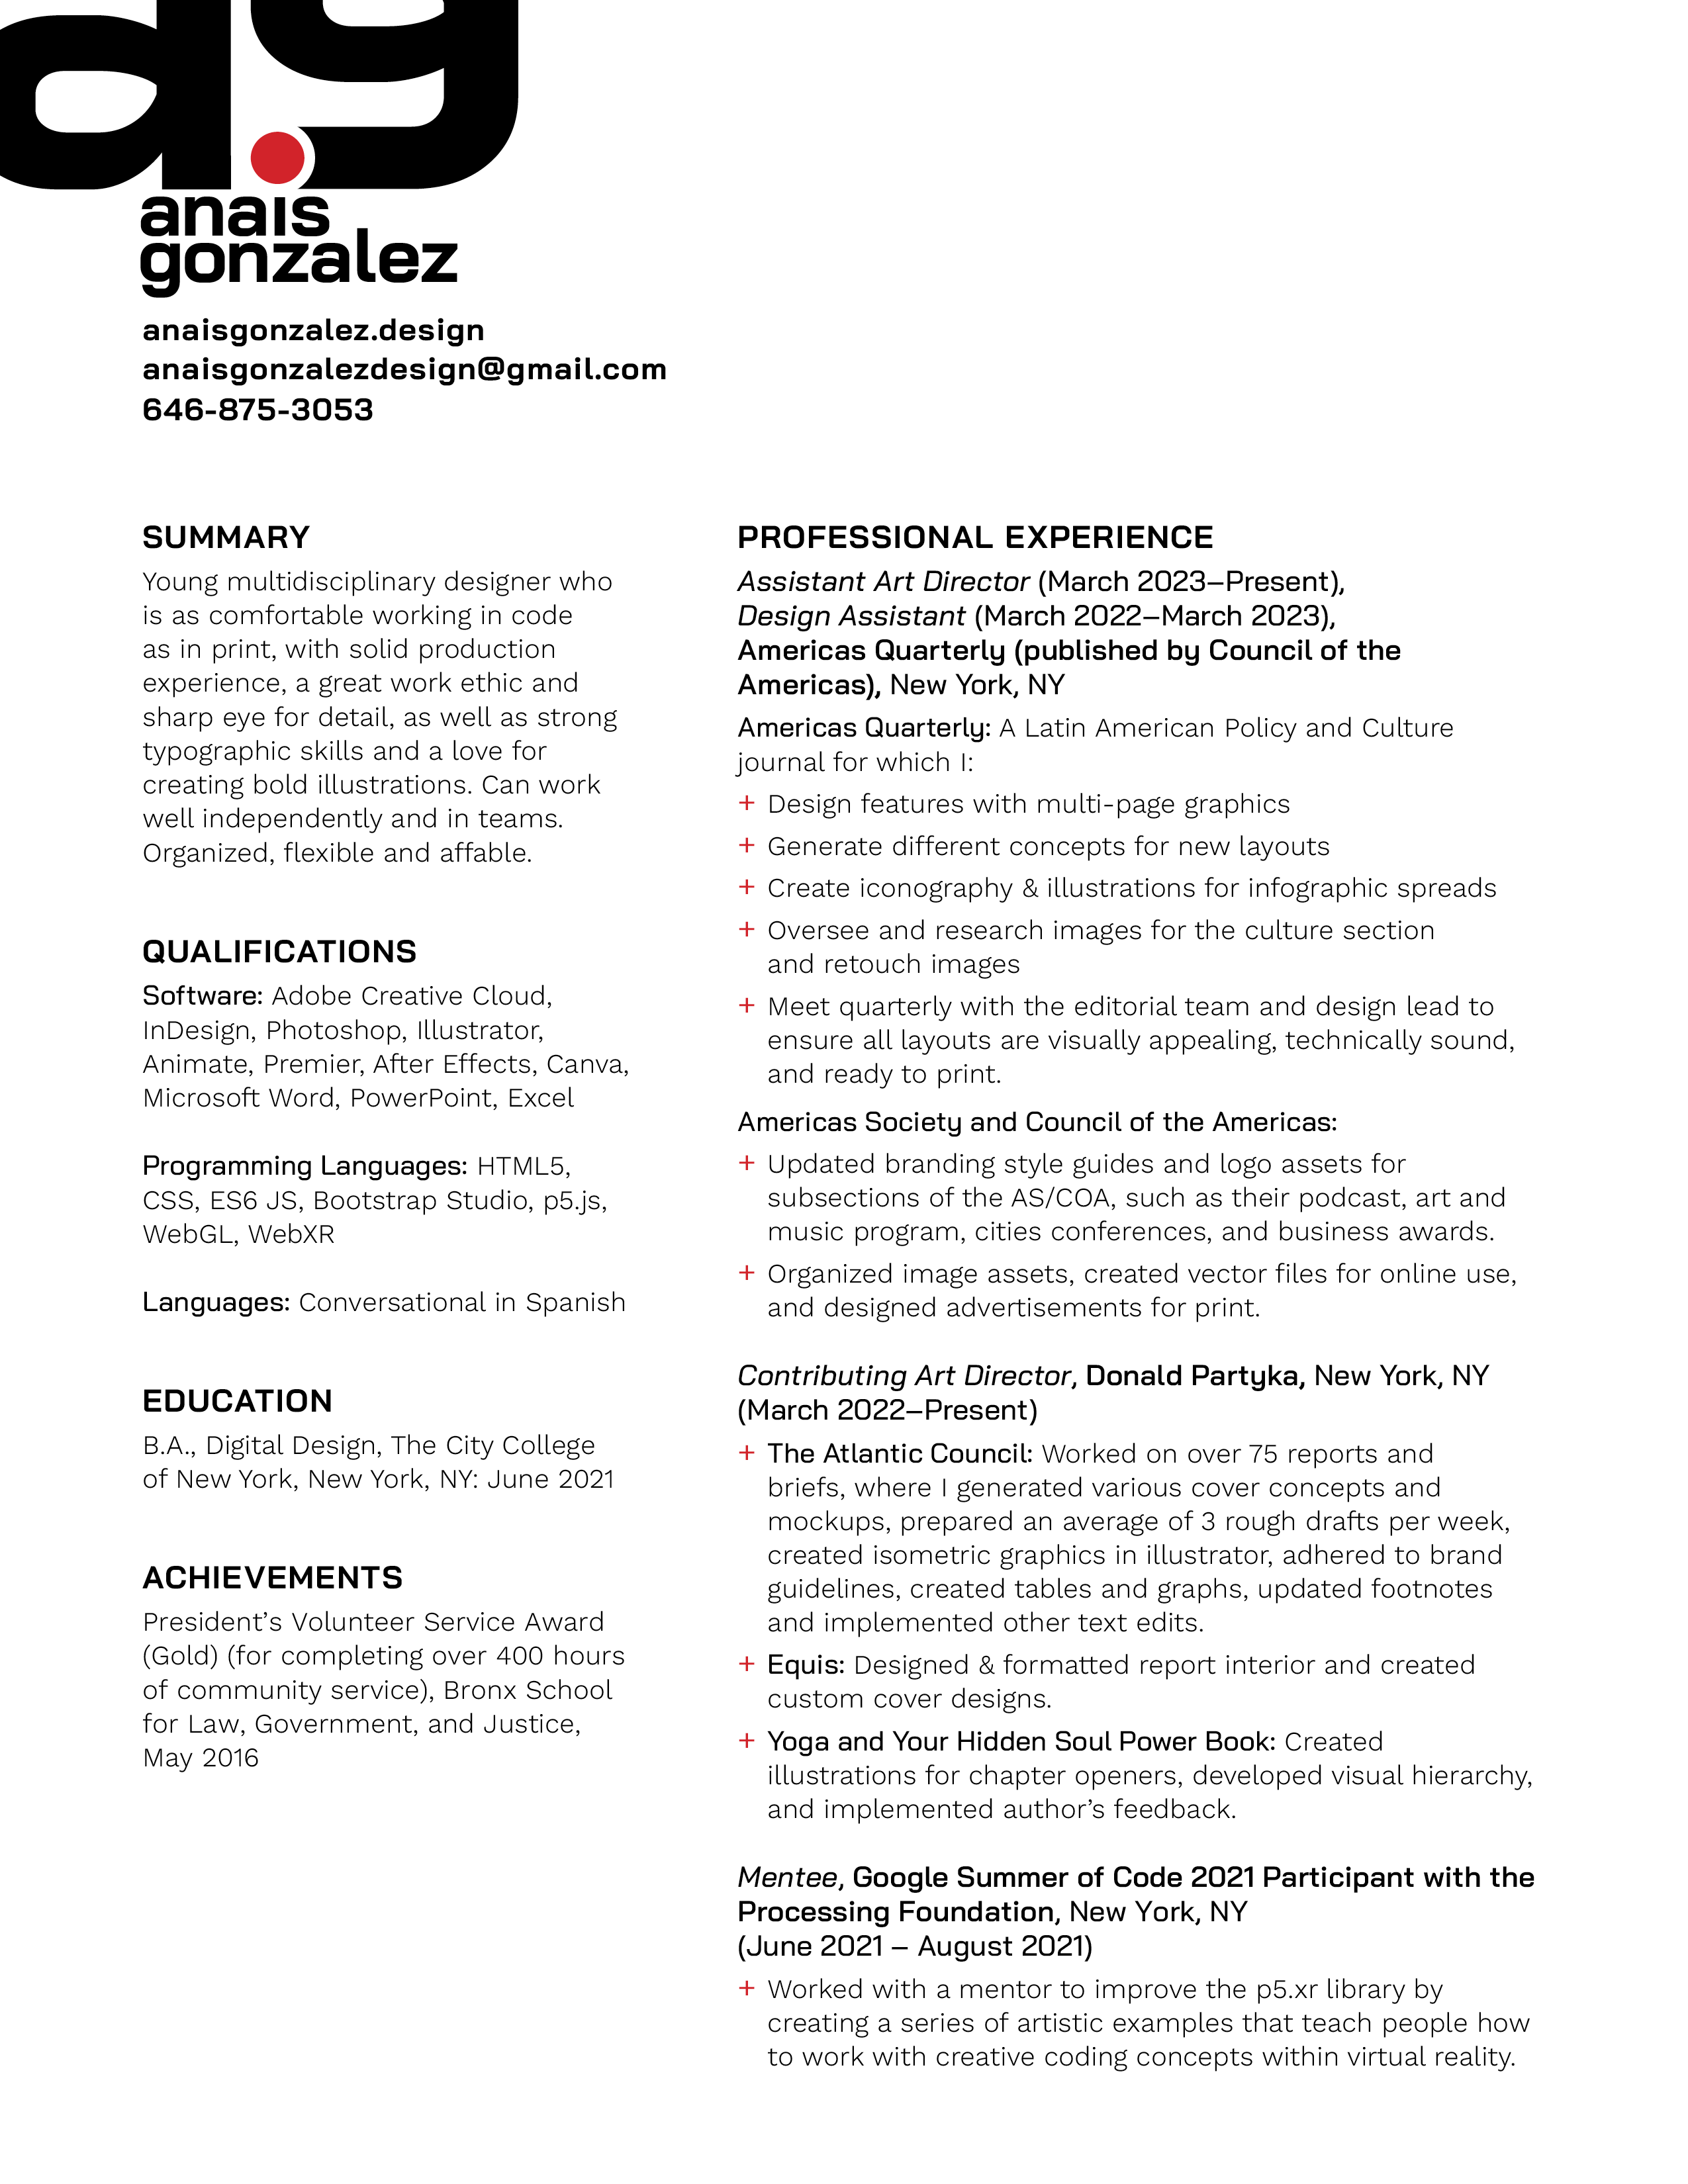 ag
anais
gonzalez
anaisgonzalez.design
anaisgonzalezdesign@gmail.com
646-875-3053
SUMMARY
Young multidisciplinary designer who
is as comfortable working in code
as in print, with solid production
experience, a great work ethic and
sharp eye for detail, as well as strong
typographic skills and a love for
creating bold illustrations. Can work
well independently and in teams.
Organized, flexible and affable.
QUALIFICATIONS
Software: Adobe Creative Cloud,
InDesign, Photoshop, Illustrator,
Animate, Premier, After Effects, Canva,
Microsoft Word, PowerPoint, Excel
Programming Languages: HTML5,
CSS, ES6 JS, Bootstrap Studio, p5.js,
WebGL, WebXR
Languages: Conversational in Spanish
EDUCATION
B.A., Digital Design, The City College
of New York, New York, NY: June 2021
ACHIEVEMENTS
President’s Volunteer Service Award
(Gold) (for completing over 400 hours
of community service), Bronx School
for Law, Government, and Justice,
May 2016
PROFESSIONAL EXPERIENCE
Assistant Art Director (March 2023–Present),
Design Assistant (March 2022–March 2023),
Americas Quarterly (published by Council of the
Americas), New York, NY
Americas Quarterly: A Latin American Policy and Culture
journal for which I:
+ Design features with multi-page graphics
+ Generate different concepts for new layouts
+ Create iconography & illustrations for infographic spreads
+ Oversee and research images for the culture section
and retouch images
+ Meet quarterly with the editorial team and design lead to
ensure all layouts are visually appealing, technically sound,
and ready to print.
Americas Society and Council of the Americas:
+ Updated branding style guides and logo assets for
subsections of the AS/COA, such as their podcast, art and
music program, cities conferences, and business awards.
+ Organized image assets, created vector files for online use,
and designed advertisements for print.
Contributing Art Director, Donald Partyka, New York, NY
(March 2022–Present)
+ The Atlantic Council: Worked on over 75 reports and
briefs, where I generated various cover concepts and
mockups, prepared an average of 3 rough drafts per week,
created isometric graphics in illustrator, adhered to brand
guidelines, created tables and graphs, updated footnotes
and implemented other text edits.
+ Equis: Designed & formatted report interior and created
custom cover designs.
+ Yoga and Your Hidden Soul Power Book: Created
illustrations for chapter openers, developed visual hierarchy,
and implemented author’s feedback.
Mentee, Google Summer of Code 2021 Participant with the
Processing Foundation, New York, NY
(June 2021 – August 2021)
+ Worked with a mentor to improve the p5.xr library by
creating a series of artistic examples that teach people how
to work with creative coding concepts within virtual reality.